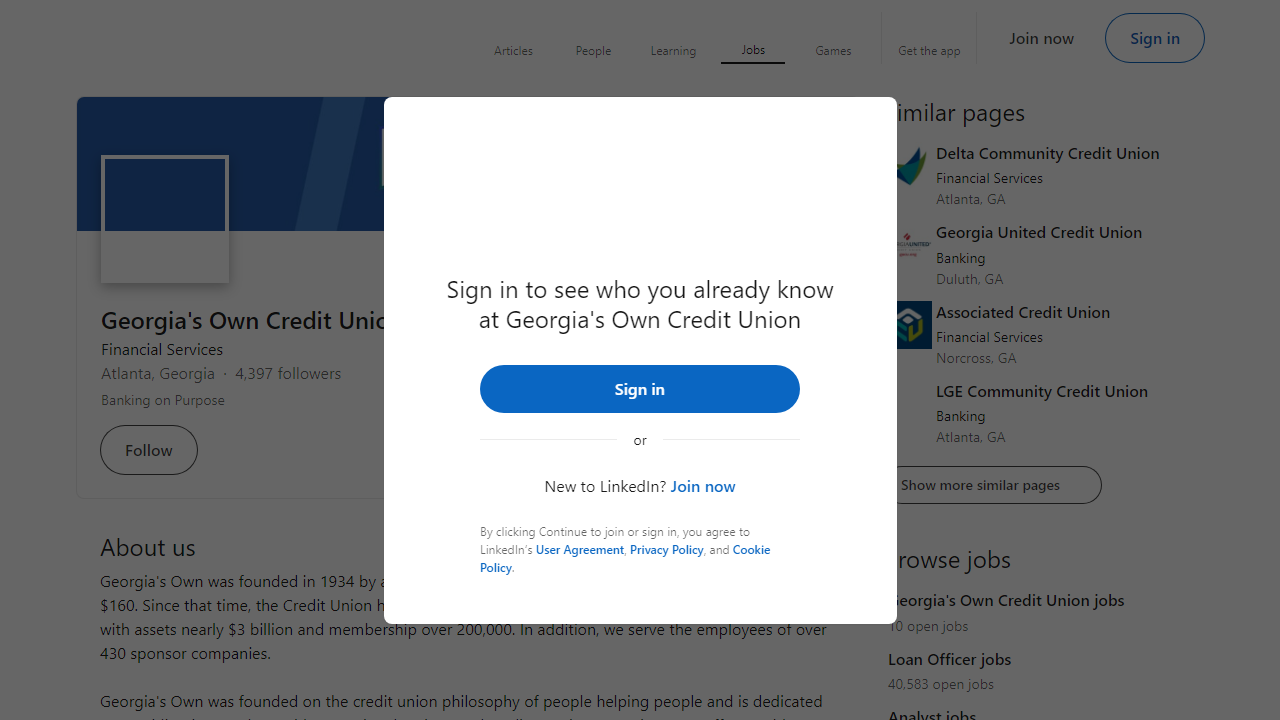 Articles
People
Learning
Jobs
Games
Get the app
Join now
Sign in
Georgia's Own Credit
Financial Services
Atlanta, Georgia · 4,397 followers
Banking on Purpose
Follow
Sign in to see who you already know
at Georgia's Own Credit Union
Sign in
or
New to LinkedIn? Join now
By clicking Continue to join or sign in, you agree to
LinkedIn's User Agreement, Privacy Policy, and Cookie
Policy.
pages
Delta Community Credit Union
Financial Services
Atlanta, GA
Georgia United Credit Union
Banking
Duluth, GA
Associated Credit Union
Financial Services
Norcross, GA
LGE Community Credit Union
Banking
Atlanta, GA
Show more similar pages
About us
Georgia's Own was founded in 1934 by
$160. Since that time, the Credit Union
with assets nearly $3 billion and membership over 200,000. In addition, we serve the employees of over
430 sponsor companies.
Georgia's Own was founded on the credit union philosophy of people helping people and is dedicated
jobs
Georgia's Own Credit Union jobs
10 open jobs
Loan Officer jobs
40,583 open jobs
Analyst jobs